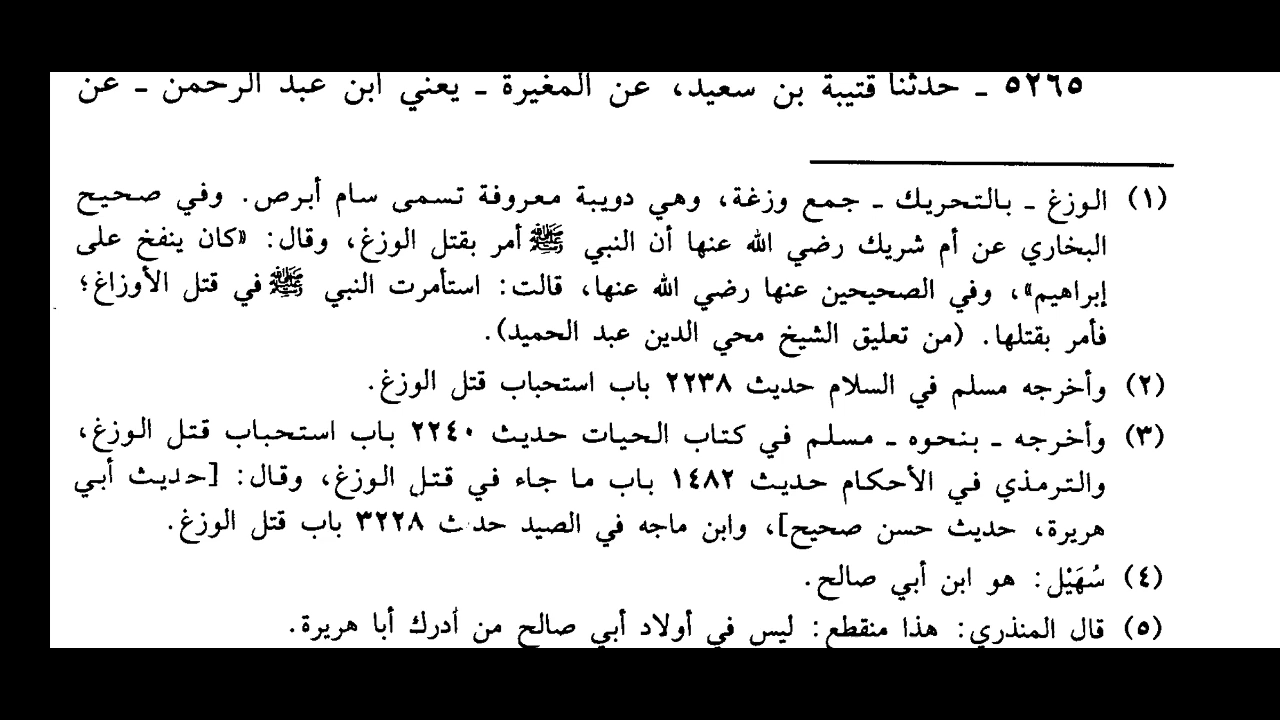 ٥٢٦٥ ـ حدثنا قتيبة بن سعيد، عن المغيرة ـ يعني ابن عبد الرحمن ـ عن
(١) الوزغ ـ بالتحريك ـ جمع وزغة، وهي دويبة معروفة تسمى سام أبرص. وفي صحيح
البخاري عن أم شريك رضي الله عنها أن النبي ﷺ أمر بقتل الوزغ، وقال: «كان ينفخ على
إبراهيم»، وفي الصحيحين عنها رضي الله عنها، قالت: استأمرت النبي ﷺ في قتل الأوزاغ؛
فأمر بقتلها. (من تعليق الشيخ محي الدين عبد الحميد).
(٢) وأخرجه مسلم في السلام حديث ٢٢٣٨ باب استحباب قتل الوزغ.
(٣) وأخرجه ـ بنحوه ـ مسلم في كتاب الحيات حديث ٢٢٤٠ باب استحباب قتل الوزغ،
والترمذي في الأحكام حديث ١٤٨٢ باب ما جاء في قتل الوزغ، وقال: [حديث أبي
هريرة، حديث حسن صحيح]، وابن ماجه في الصيد حديث ٣٢٢٨ باب قتل الوزغ.
(٤) سُهَيْل: هو ابن أبي صالح.
(٥) قال المنذري: هذا منقطع: ليس في أولاد أبي صالح من أدرك أبا هريرة.